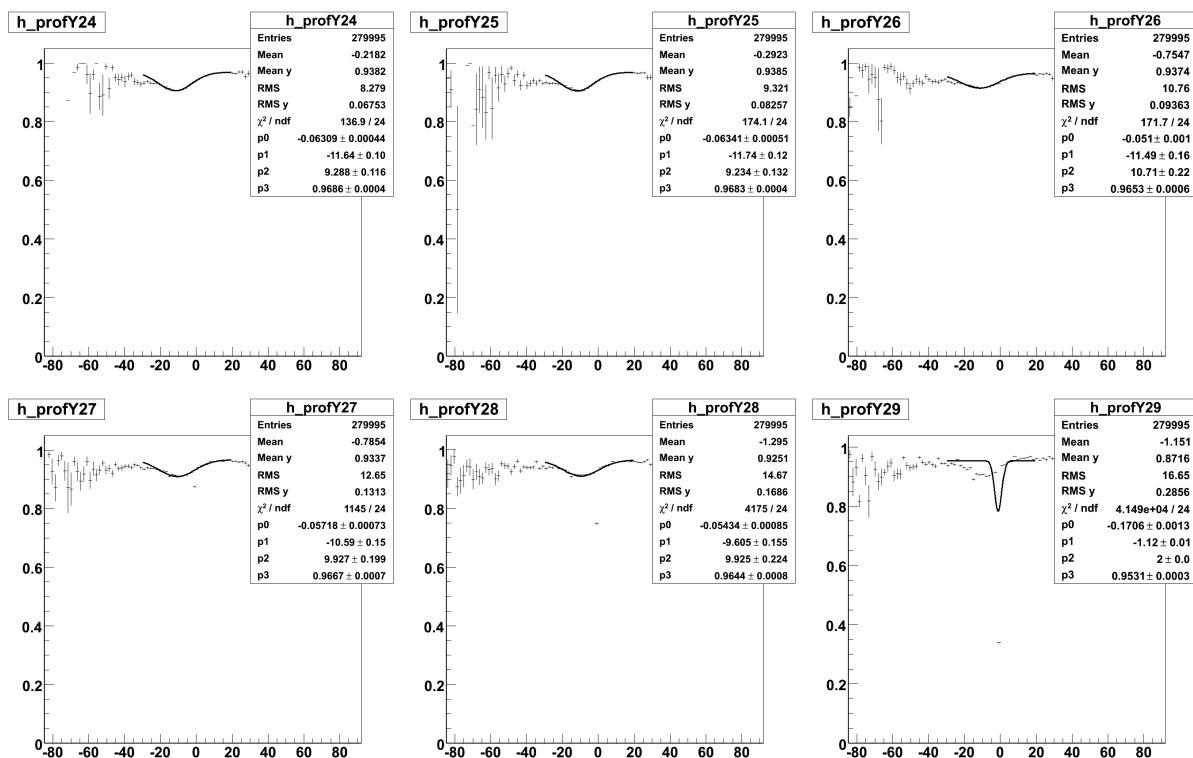 h_profY24
h_profY24
Entries 279995
Mean -0.2182
Mean y 0.9382
RMS 8.279
RMS y 0.06753
χ² / ndf 136.9 / 24
p0 -0.06309 ± 0.00044
p1 -11.64 ± 0.10
p2 9.288 ± 0.116
p3 0.9686 ± 0.0004
1
0.8
0.6
0.4
0.2
0
-80 -60 -40 -20 0 20 40 60 80
h_profY25
h_profY25
Entries 279995
Mean -0.2923
Mean y 0.9385
RMS 9.321
RMS y 0.08257
χ² / ndf 174.1 / 24
p0 -0.06341 ± 0.00051
p1 -11.74 ± 0.12
p2 9.234 ± 0.132
p3 0.9683 ± 0.0004
1
0.8
0.6
0.4
0.2
0
-80 -60 -40 -20 0 20 40 60 80
h_profY26
h_profY26
Entries 279995
Mean -0.7547
Mean y 0.9374
RMS 10.76
RMS y 0.09363
χ² / ndf 171.7 / 24
p0 -0.051 ± 0.001
p1 -11.49 ± 0.16
p2 10.71 ± 0.22
p3 0.9653 ± 0.0006
1
0.8
0.6
0.4
0.2
0
-80 -60 -40 -20 0 20 40 60 80
h_profY27
h_profY27
Entries 279995
Mean -0.7854
Mean y 0.9337
RMS 12.65
RMS y 0.1313
χ² / ndf 1145 / 24
p0 -0.05718 ± 0.00073
p1 -10.59 ± 0.15
p2 9.927 ± 0.199
p3 0.9667 ± 0.0007
1
0.8
0.6
0.4
0.2
0
-80 -60 -40 -20 0 20 40 60 80
h_profY28
h_profY28
Entries 279995
Mean -1.295
Mean y 0.9251
RMS 14.67
RMS y 0.1686
χ² / ndf 4175 / 24
p0 -0.05434 ± 0.00085
p1 -9.605 ± 0.155
p2 9.925 ± 0.224
p3 0.9644 ± 0.0008
1
0.8
0.6
0.4
0.2
0
-80 -60 -40 -20 0 20 40 60 80
h_profY29
h_profY29
Entries 279995
Mean -1.151
Mean y 0.8716
RMS 16.65
RMS y 0.2856
χ² / ndf 4.149e+04 / 24
p0 -0.1706 ± 0.0013
p1 -1.12 ± 0.01
p2 2 ± 0.0
p3 0.9531 ± 0.0003
1
0.8
0.6
0.4
0.2
0
-80 -60 -40 -20 0 20 40 60 80